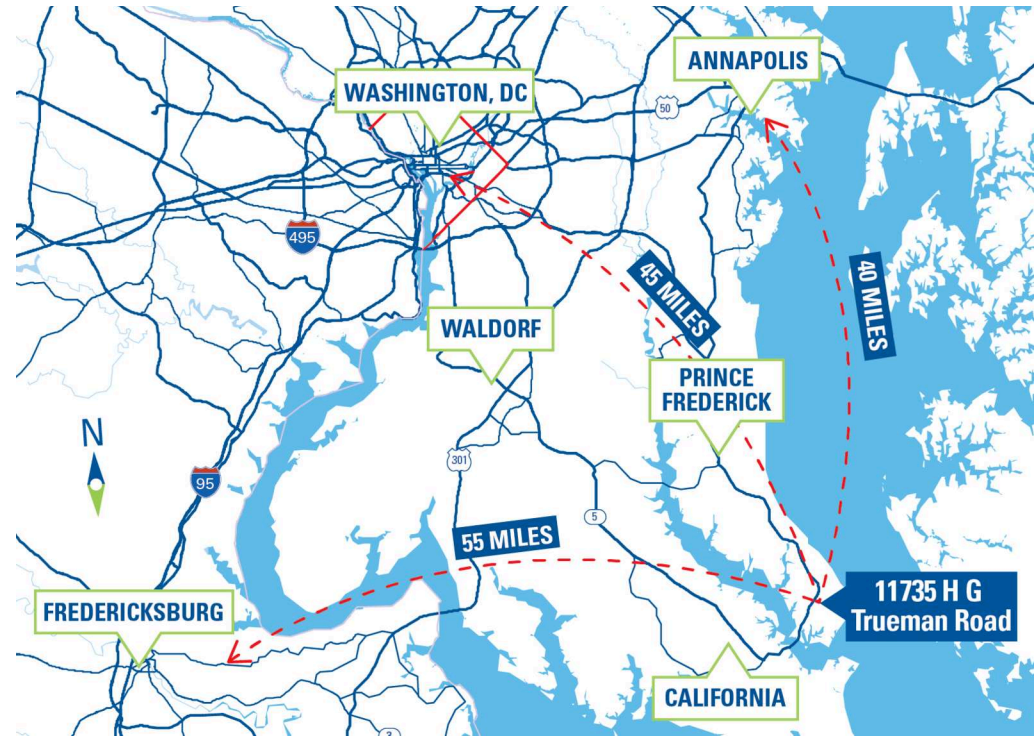 ANNAPOLIS
WASHINGTON, DC
50
495
45 MILES
40 MILES
WALDORF
PRINCE
FREDERICK
N
301
95
5
55 MILES
11735 H G
Trueman Road
FREDERICKSBURG
CALIFORNIA
3